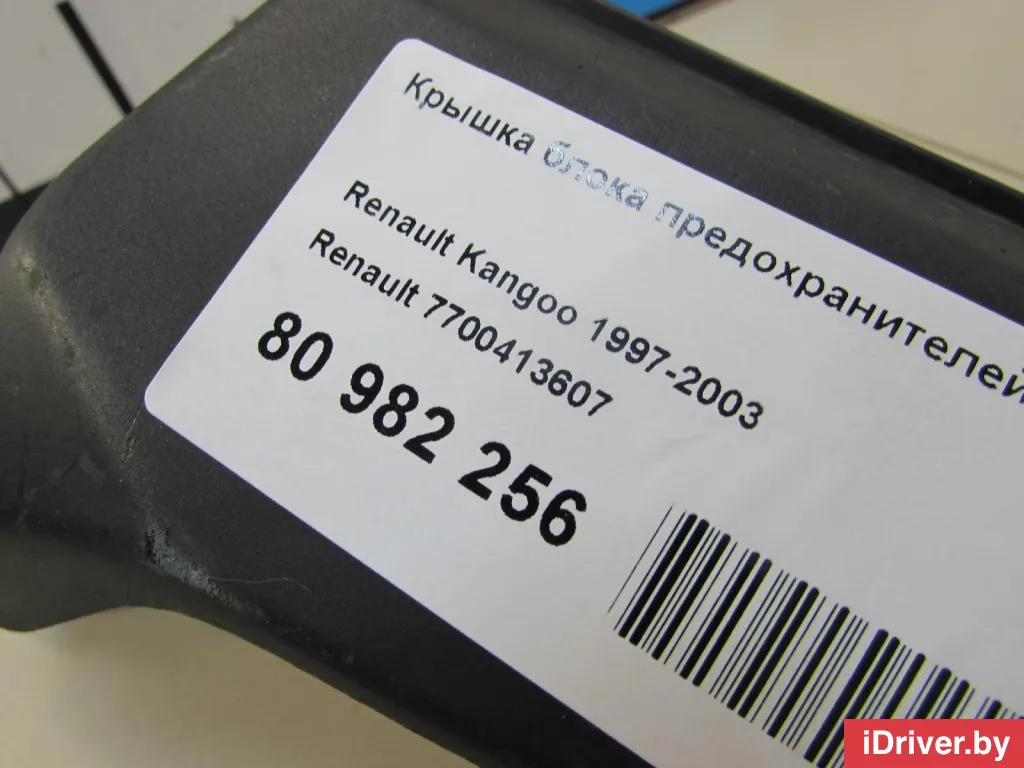 Крышка блока предохранителей
Renault Kangoo 1997-2003
Renault 7700413607
80 982 256
iDriver.by